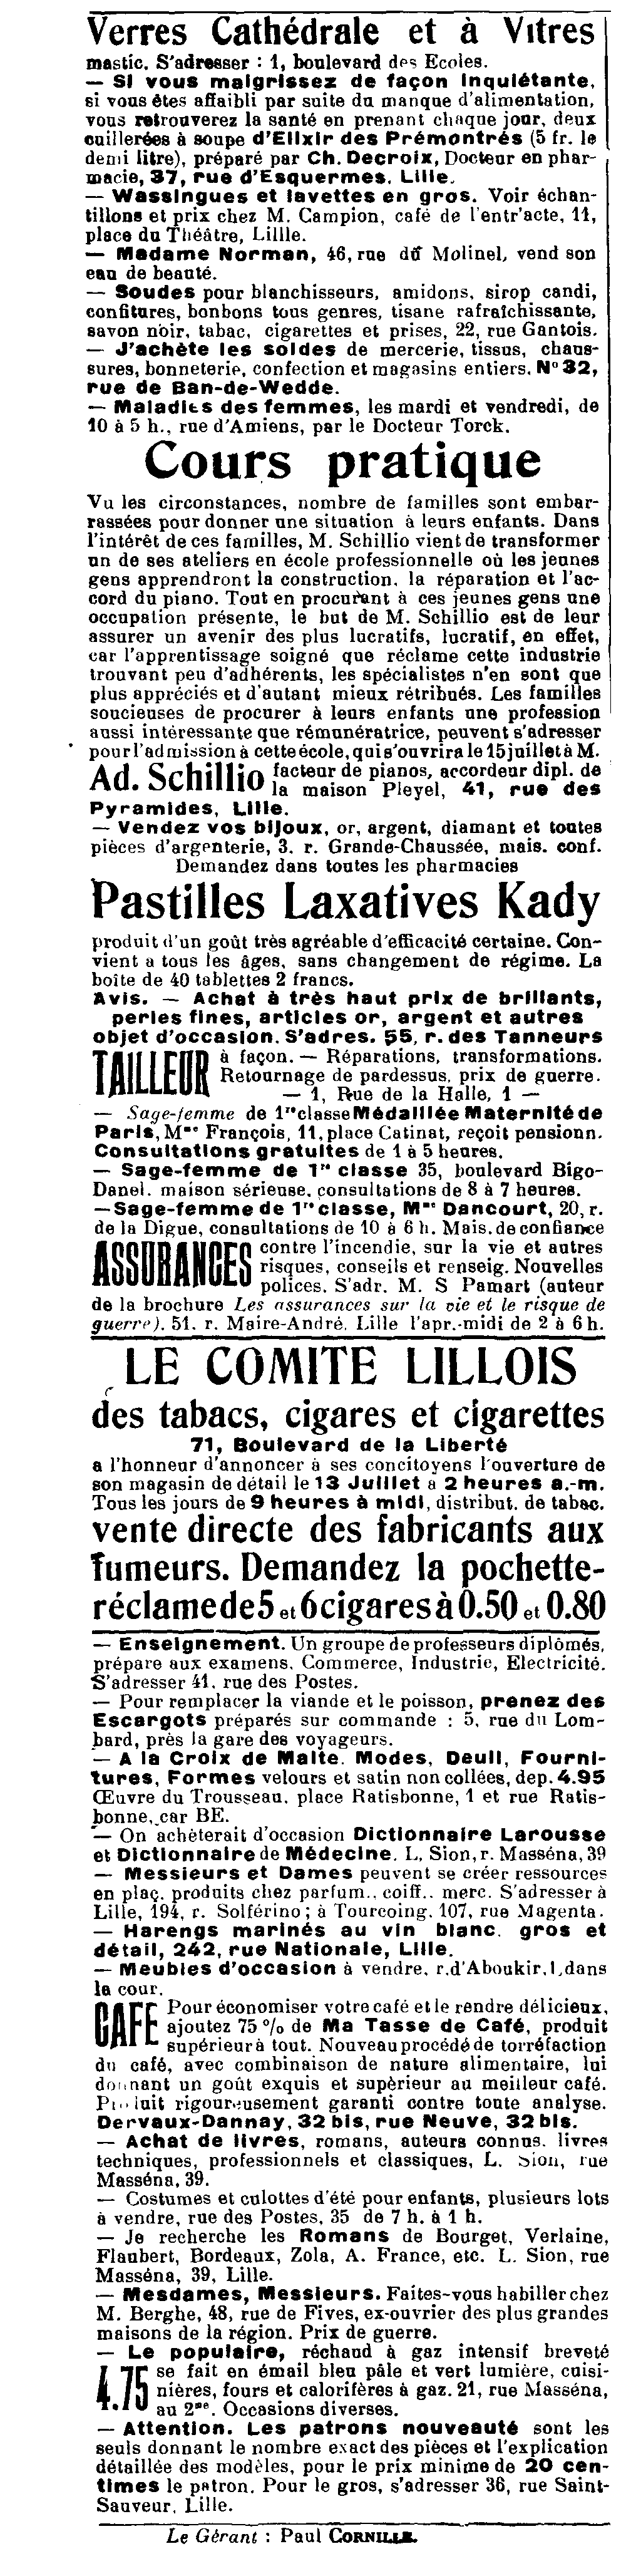 Verres Cathédrale et à Vitres
mastic. S'adresser : 1, boulevard des Ecoles.
— Si vous maigrissez de façon inquiétante,
si vous êtes affaibli par suite du manque d'alimentation,
vous retrouverez la santé en prenant chaque jour, deux
cuillerées à soupe d'Elixir des Prémontrés (5 fr. le
demi litre), préparé par Ch. Decroix, Docteur en phar-
macie, 37, rue d'Esquermes, Lille.
— Wassingues et lavettes en gros. Voir échan-
tillons et prix chez M. Campion, café de l'entr'acte, 11,
place du Théâtre, Lillle.
— Madame Norman, 46, rue du Molinel, vend son
eau de beauté.
— Soudes pour blanchisseurs, amidons, sirop candi,
confitures, bonbons tous genres, tisane rafraîchissante,
savon noir, tabac, cigarettes et prises, 22, rue Gantois.
— J'achète les soldes de mercerie, tissus, chaus-
sures, bonneterie, confection et magasins entiers. N° 32,
rue de Ban-de-Wedde.
— Maladies des femmes, les mardi et vendredi, de
10 à 5 h., rue d'Amiens, par le Docteur Torck.
Cours pratique
Vu les circonstances, nombre de familles sont embar-
rassées pour donner une situation à leurs enfants. Dans
l'intérêt de ces familles, M. Schillio vient de transformer
un de ses ateliers en école professionnelle où les jeunes
gens apprendront la construction, la réparation et l'ac-
cord du piano. Tout en procurant à ces jeunes gens une
occupation présente, le but de M. Schillio est de leur
assurer un avenir des plus lucratifs, lucratif, en effet,
car l'apprentissage soigné que réclame cette industrie
trouvant peu d'adhérents, les spécialistes n'en sont que
plus appréciés et d'autant mieux rétribués. Les familles
soucieuses de procurer à leurs enfants une profession
aussi intéressante que rémunératrice, peuvent s'adresser
pour l'admission à cette école, qui s'ouvrira le 15 juillet à M.
Ad. Schillio facteur de pianos, accordeur dipl. de
la maison Pleyel, 41, rue des
Pyramides, Lille.
— Vendez vos bijoux, or, argent, diamant et toutes
pièces d'argenterie, 3. r. Grande-Chaussée, mais. conf.
Demandez dans toutes les pharmacies
Pastilles Laxatives Kady
produit d'un goût très agréable d'efficacité certaine. Con-
vient a tous les âges, sans changement de régime. La
boîte de 40 tablettes 2 francs.
Avis. — Achat à très haut prix de brillants,
perles fines, articles or, argent et autres
objet d'occasion. S'adres. 55, r. des Tanneurs
TAILLEUR à façon. — Réparations, transformations.
Retournage de pardessus, prix de guerre.
— 1, Rue de la Halle, 1 —
— Sage-femme de 1re classe Médaillée Maternité de
Paris, Mme François, 11, place Catinat, reçoit pensionn.
Consultations gratuites de 1 à 5 heures.
— Sage-femme de 1re classe 35, boulevard Bigo-
Danel. maison sérieuse. consultations de 8 à 7 heures.
— Sage-femme de 1re classe, Mme Dancourt, 20, r.
de la Digue, consultations de 10 à 6 h. Mais. de confiance
ASSURANCES contre l'incendie, sur la vie et autres
risques, conseils et renseig. Nouvelles
polices. S'adr. M. S Pamart (auteur
de la brochure Les assurances sur la vie et le risque de
guerre). 51. r. Maire-André. Lille l'apr.-midi de 2 à 6 h.
LE COMITE LILLOIS
des tabacs, cigares et cigarettes
71, Boulevard de la Liberté
a l'honneur d'annoncer à ses concitoyens l'ouverture de
son magasin de détail le 13 Juillet a 2 heures a.-m.
Tous les jours de 9 heures à midi, distribut. de tabac.
vente directe des fabricants aux
fumeurs. Demandez la pochette-
réclame de 5 et 6 cigares à 0.50 et 0.80
— Enseignement. Un groupe de professeurs diplômés,
prépare aux examens, Commerce, Industrie, Electricité.
S'adresser 41, rue des Postes.
— Pour remplacer la viande et le poisson, prenez des
Escargots préparés sur commande : 5, rue du Lom-
bard, près la gare des voyageurs.
— A la Croix de Malte. Modes, Deuil, Fourni-
tures, Formes velours et satin non collées, dep. 4.95
Œuvre du Trousseau, place Ratisbonne, 1 et rue Ratis-
bonne, car BE.
— On achèterait d'occasion Dictionnaire Larousse
et Dictionnaire de Médecine. L. Sion, r. Masséna, 39
— Messieurs et Dames peuvent se créer ressources
en plaç. produits chez parfum., coiff., merc. S'adresser à
Lille, 194, r. Solférino ; à Tourcoing, 107, rue Magenta.
— Harengs marinés au vin blanc, gros et
détail, 242, rue Nationale, Lille.
— Meubles d'occasion à vendre. r. d'Aboukir, 1, dans
la cour.
CAFE Pour économiser votre café et le rendre délicieux,
ajoutez 75 % de Ma Tasse de Café, produit
supérieur à tout. Nouveau procédé de torréfaction
du café, avec combinaison de nature alimentaire, lui
donnant un goût exquis et supérieur au meilleur café.
Produit rigoureusement garanti contre toute analyse.
Dervaux-Dannay, 32 bis, rue Neuve, 32 bis.
— Achat de livres, romans, auteurs connus, livres
techniques, professionnels et classiques, L. Sion, rue
Masséna, 39.
— Costumes et culottes d'été pour enfants, plusieurs lots
à vendre, rue des Postes, 35 de 7 h. à 1 h.
— Je recherche les Romans de Bourget, Verlaine,
Flaubert, Bordeaux, Zola, A. France, etc. L. Sion, rue
Masséna, 39, Lille.
— Mesdames, Messieurs. Faites-vous habiller chez
M. Berghe, 48, rue de Fives, ex-ouvrier des plus grandes
maisons de la région. Prix de guerre.
— Le populaire, réchaud à gaz intensif breveté
4.75 se fait en émail bleu pâle et vert lumière, cuisi-
nières, fours et calorifères à gaz. 21, rue Masséna,
au 2me. Occasions diverses.
— Attention. Les patrons nouveauté sont les
seuls donnant le nombre exact des pièces et l'explication
détaillée des modèles, pour le prix minime de 20 cen-
times le patron. Pour le gros, s'adresser 36, rue Saint-
Sauveur, Lille.
Le Gérant : Paul CORNILLE.